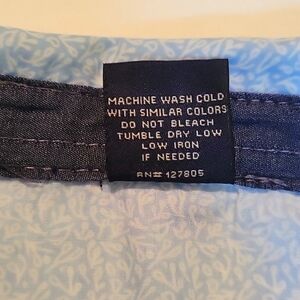 MACHINE WASH COLD
WITH SIMILAR COLORS
DO NOT BLEACH
TUMBLE DRY LOW
LOW IRON
IF NEEDED
RN# 127805